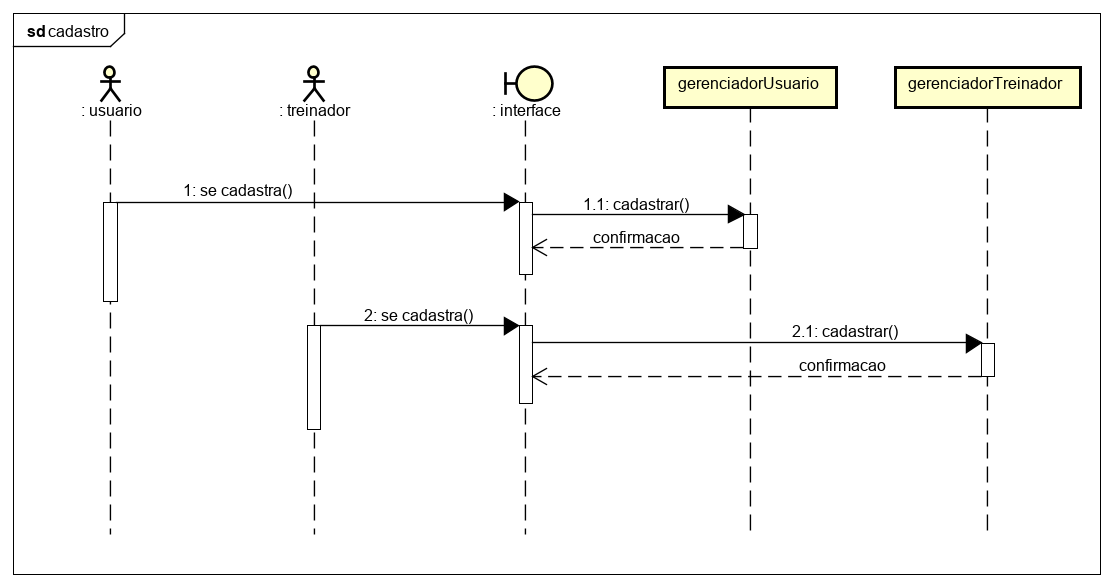 sd cadastro
: usuario
: treinador
: interface
gerenciadorUsuario
gerenciadorTreinador
1: se cadastra()
1.1: cadastrar()
confirmacao
2: se cadastra()
2.1: cadastrar()
confirmacao